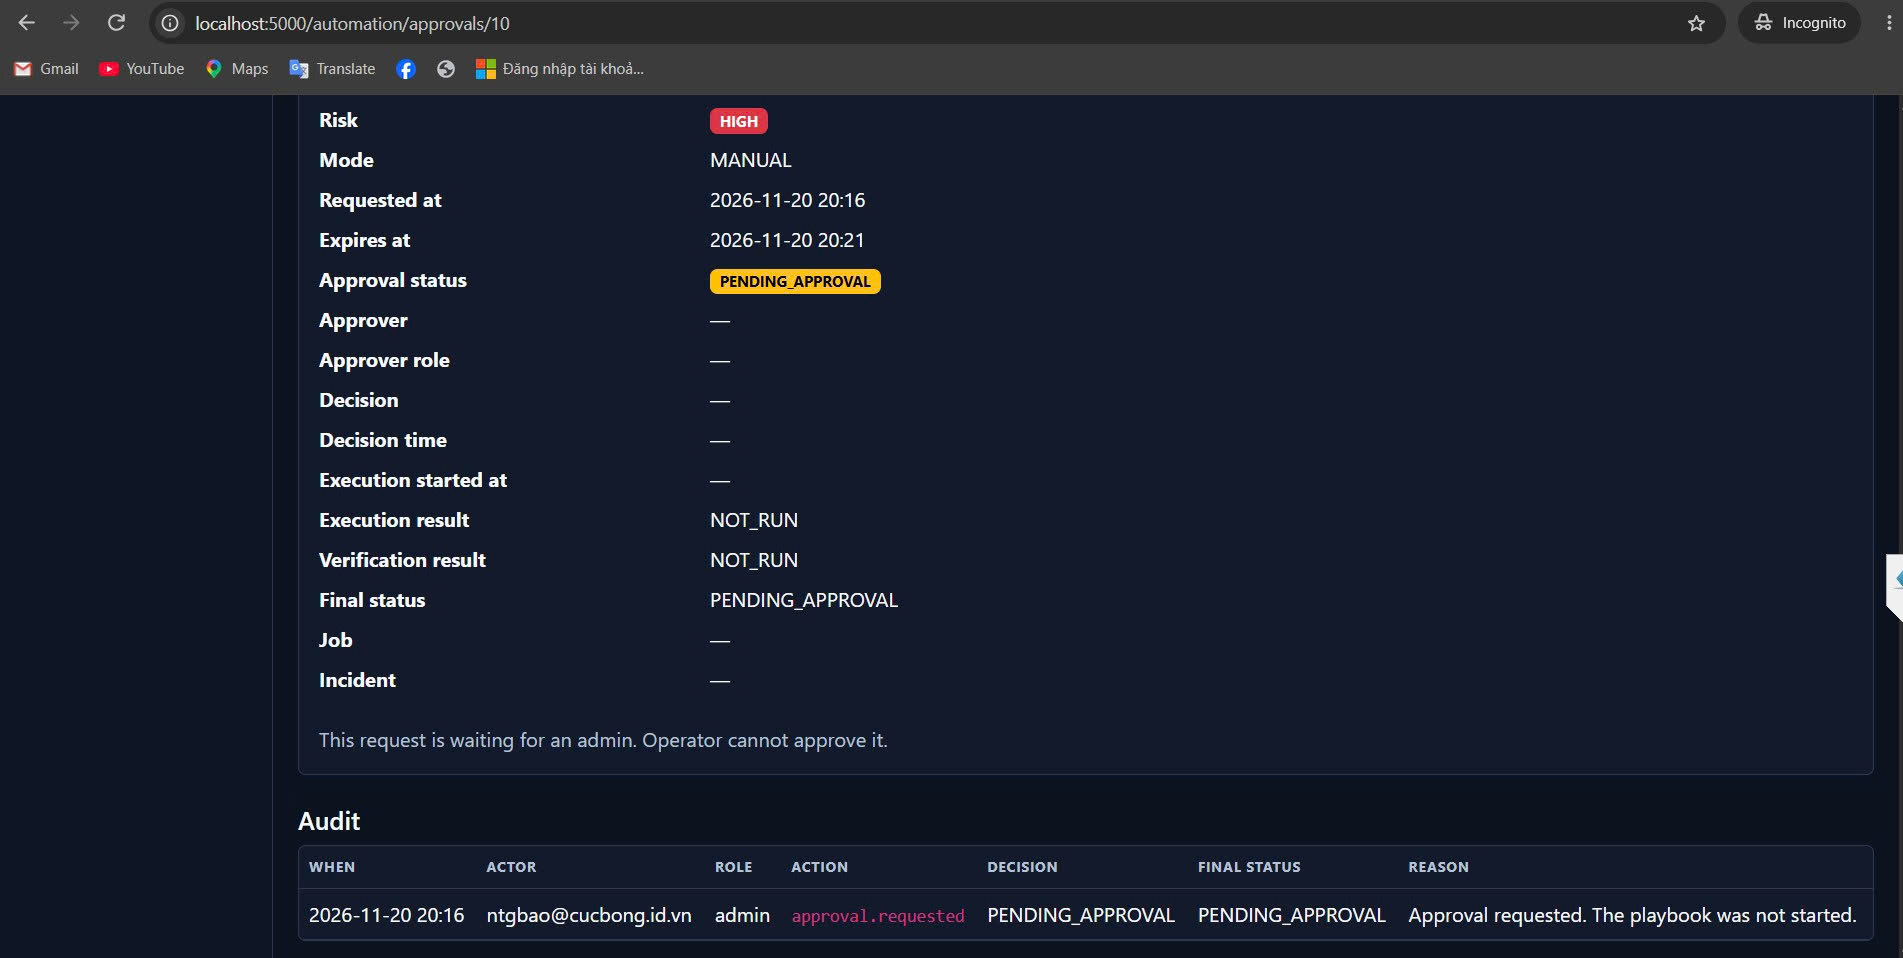 localhost:5000/automation/approvals/10
Incognito
Gmail
YouTube
Maps
Translate
Đăng nhập tài khoả...
Risk HIGH
Mode MANUAL
Requested at 2026-11-20 20:16
Expires at 2026-11-20 20:21
Approval status PENDING_APPROVAL
Approver —
Approver role —
Decision —
Decision time —
Execution started at —
Execution result NOT_RUN
Verification result NOT_RUN
Final status PENDING_APPROVAL
Job —
Incident —
This request is waiting for an admin. Operator cannot approve it.
Audit
WHEN ACTOR ROLE ACTION DECISION FINAL STATUS REASON
2026-11-20 20:16 ntgbao@cucbong.id.vn admin approval.requested PENDING_APPROVAL PENDING_APPROVAL Approval requested. The playbook was not started.